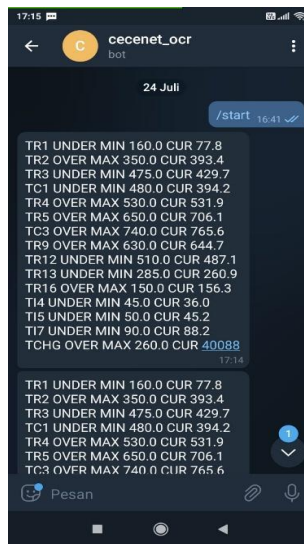 17:15
cecenet_ocr
C
bot
24 Juli
/start 16:41
TR1 UNDER MIN 160.0 CUR 77.8
TR2 OVER MAX 350.0 CUR 393.4
TR3 UNDER MIN 475.0 CUR 429.7
TC1 UNDER MIN 480.0 CUR 394.2
TR4 OVER MAX 530.0 CUR 531.9
TR5 OVER MAX 650.0 CUR 706.1
TC3 OVER MAX 740.0 CUR 765.6
TR9 OVER MAX 630.0 CUR 644.7
TR12 UNDER MIN 510.0 CUR 487.1
TR13 UNDER MIN 285.0 CUR 260.9
TR16 OVER MAX 150.0 CUR 156.3
TI4 UNDER MIN 45.0 CUR 36.0
TI5 UNDER MIN 50.0 CUR 45.2
TI7 UNDER MIN 90.0 CUR 88.2
TCHG OVER MAX 260.0 CUR 40088
17:14
TR1 UNDER MIN 160.0 CUR 77.8
TR2 OVER MAX 350.0 CUR 393.4
TR3 UNDER MIN 475.0 CUR 429.7
TC1 UNDER MIN 480.0 CUR 394.2
TR4 OVER MAX 530.0 CUR 531.9
TR5 OVER MAX 650.0 CUR 706.1
TC3 OVER MAX 740.0 CUR 765.6
1
Pesan